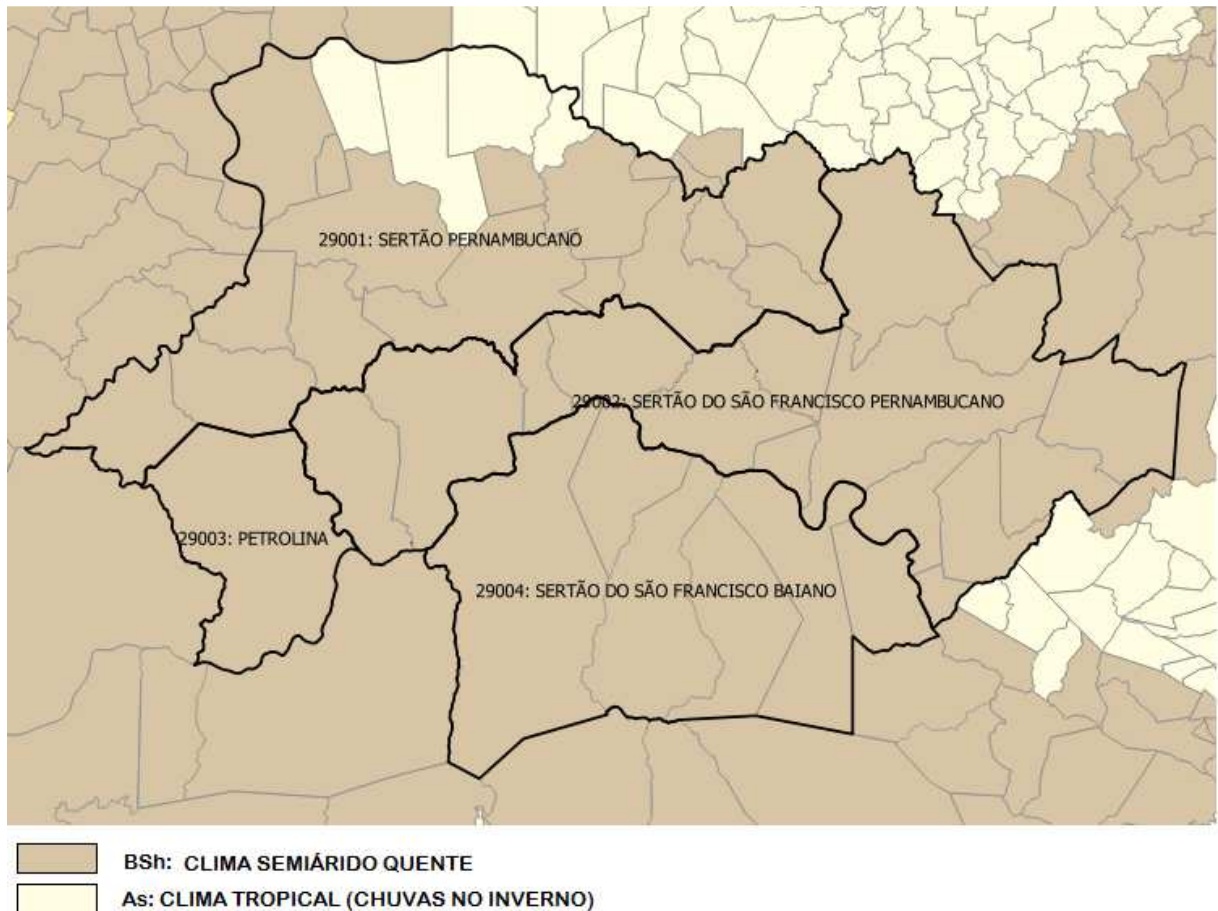 29001: SERTÃO PERNAMBUCANO
29002: SERTÃO DO SÃO FRANCISCO PERNAMBUCANO
29003: PETROLINA
29004: SERTÃO DO SÃO FRANCISCO BAIANO
BSh: CLIMA SEMIÁRIDO QUENTE
As: CLIMA TROPICAL (CHUVAS NO INVERNO)